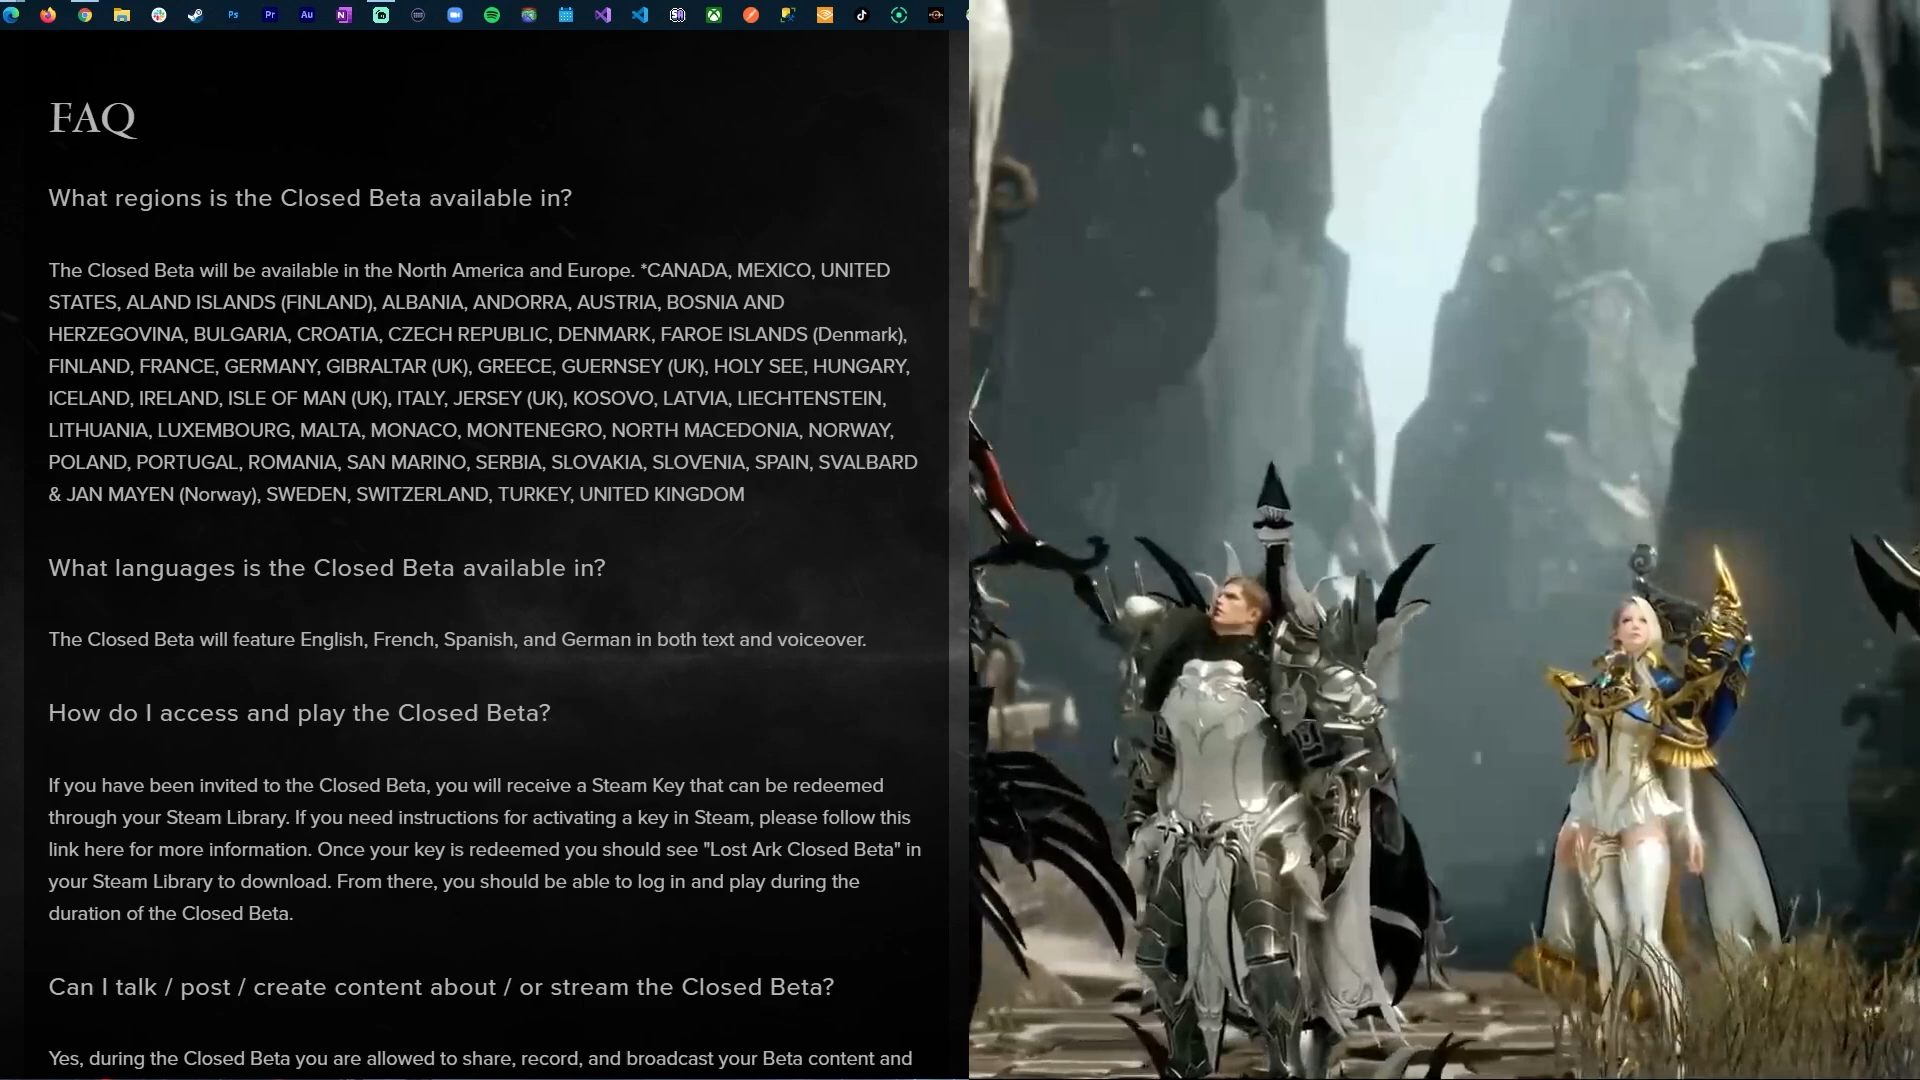 Ps
Pr
Au
FAQ
What regions is the Closed Beta available in?
The Closed Beta will be available in the North America and Europe. *CANADA, MEXICO, UNITED
STATES, ALAND ISLANDS (FINLAND), ALBANIA, ANDORRA, AUSTRIA, BOSNIA AND
HERZEGOVINA, BULGARIA, CROATIA, CZECH REPUBLIC, DENMARK, FAROE ISLANDS (Denmark),
FINLAND, FRANCE, GERMANY, GIBRALTAR (UK), GREECE, GUERNSEY (UK), HOLY SEE, HUNGARY,
ICELAND, IRELAND, ISLE OF MAN (UK), ITALY, JERSEY (UK), KOSOVO, LATVIA, LIECHTENSTEIN,
LITHUANIA, LUXEMBOURG, MALTA, MONACO, MONTENEGRO, NORTH MACEDONIA, NORWAY,
POLAND, PORTUGAL, ROMANIA, SAN MARINO, SERBIA, SLOVAKIA, SLOVENIA, SPAIN, SVALBARD
& JAN MAYEN (Norway), SWEDEN, SWITZERLAND, TURKEY, UNITED KINGDOM
What languages is the Closed Beta available in?
The Closed Beta will feature English, French, Spanish, and German in both text and voiceover.
How do I access and play the Closed Beta?
If you have been invited to the Closed Beta, you will receive a Steam Key that can be redeemed
through your Steam Library. If you need instructions for activating a key in Steam, please follow this
link here for more information. Once your key is redeemed you should see "Lost Ark Closed Beta" in
your Steam Library to download. From there, you should be able to log in and play during the
duration of the Closed Beta.
Can I talk / post / create content about / or stream the Closed Beta?
Yes, during the Closed Beta you are allowed to share, record, and broadcast your Beta content and